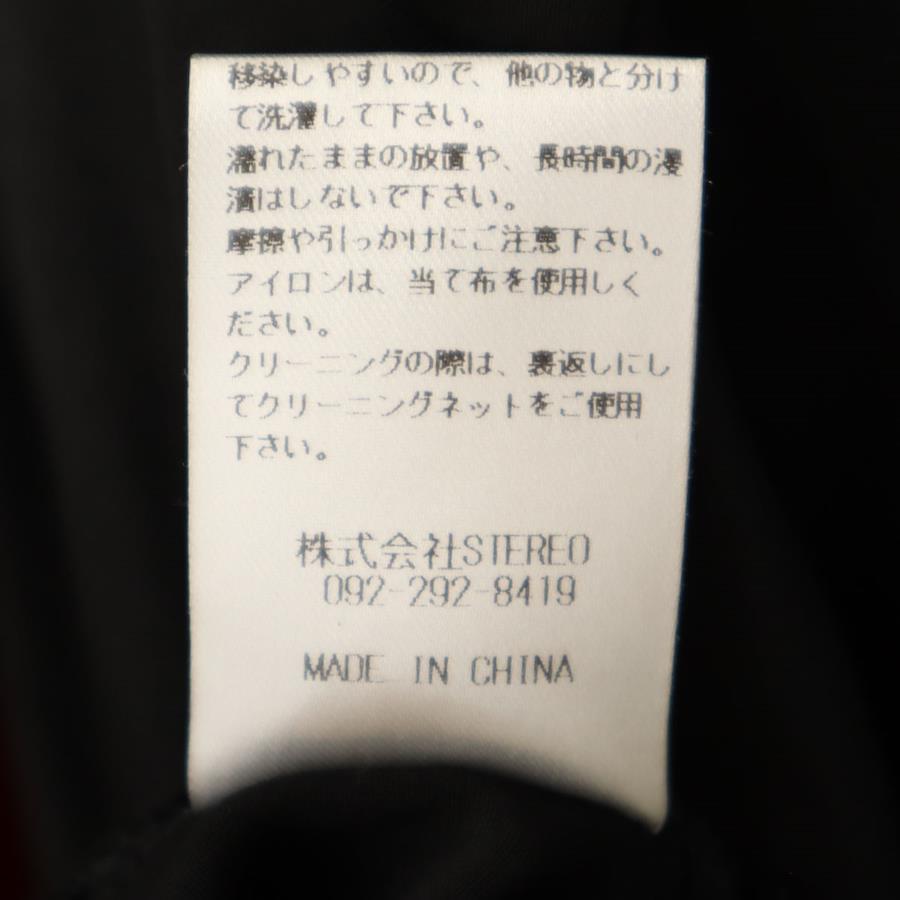 移染しやすいので、他の物と分け
て洗濯して下さい。
濡れたままの放置や、長時間の浸
漬はしないで下さい。
摩擦や引っかけにご注意下さい。
アイロンは、当て布を使用しく
ださい。
クリーニングの際は、裏返しにし
てクリーニングネットをご使用
下さい。
株式会社STEREO
092-292-8419
MADE IN CHINA